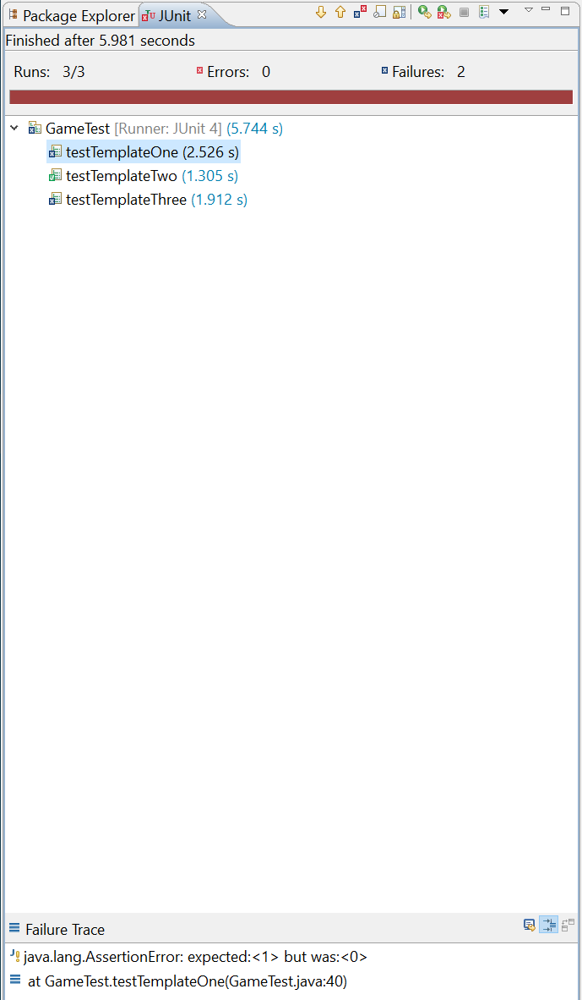 Package Explorer JUnit
Finished after 5.981 seconds
Runs: 3/3 Errors: 0 Failures: 2
GameTest [Runner: JUnit 4] (5.744 s)
testTemplateOne (2.526 s)
testTemplateTwo (1.305 s)
testTemplateThree (1.912 s)
Failure Trace
java.lang.AssertionError: expected:<1> but was:<0>
at GameTest.testTemplateOne(GameTest.java:40)